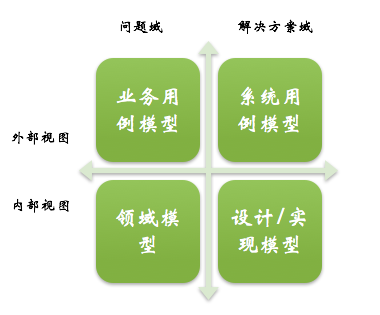 问题域 解决方案域
业务用
例模型
系统用
例模型
外部视图
内部视图
领域模
型
设计/实
现模型